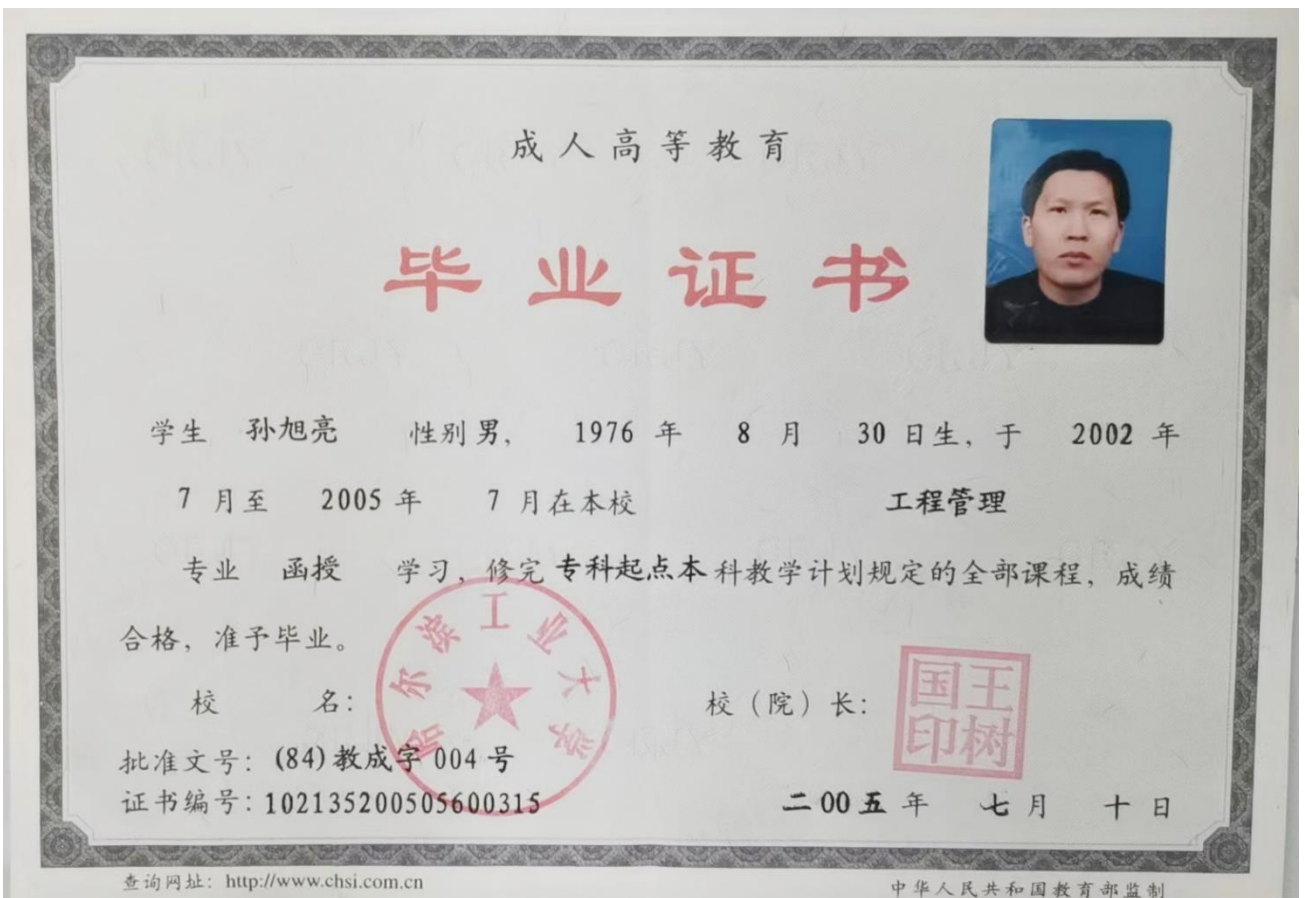 成人高等教育
毕业证书
学生 孙旭亮 性别 男, 1976 年 8 月 30 日生, 于 2002 年
7 月至 2005 年 7 月在本校 工程管理
专业 函授 学习, 修完 专科起点本 科教学计划规定的全部课程, 成绩
合格, 准予毕业。
校 名: 哈尔滨工业大学
校（院）长: 王树国印
批准文号: (84)教成字 004 号
证书编号: 102135200505600315
二00五 年 七 月 十 日
查询网址: http://www.chsi.com.cn
中华人民共和国教育部监制